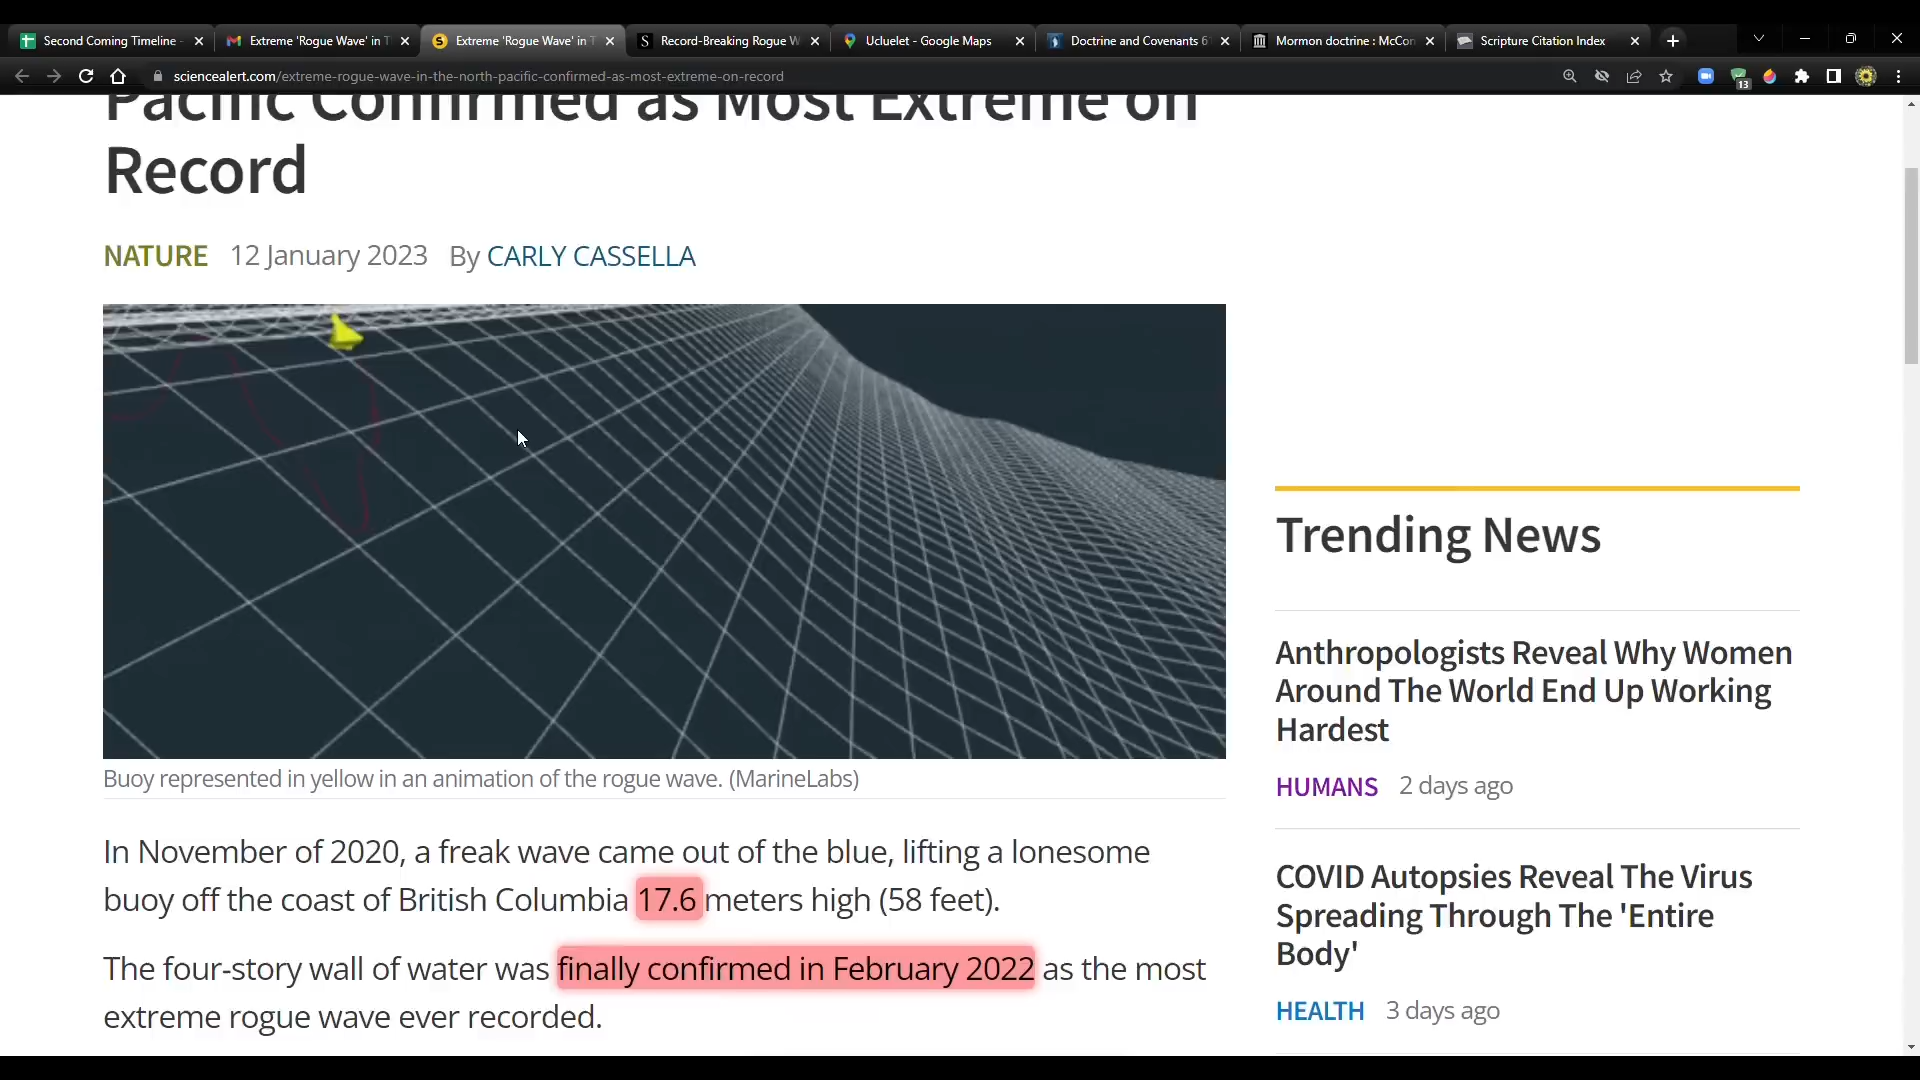 Second Coming Timeline -
Extreme 'Rogue Wave' in T
Extreme 'Rogue Wave' in T
Record-Breaking Rogue W
Ucluelet - Google Maps
Doctrine and Covenants 6
Mormon doctrine : McCon
Scripture Citation Index
sciencealert.com/extreme-rogue-wave-in-the-north-pacific-confirmed-as-most-extreme-on-record
13
Pacific Confirmed as Most Extreme on
Record
NATURE 12 January 2023 By CARLY CASSELLA
Buoy represented in yellow in an animation of the rogue wave. (MarineLabs)
In November of 2020, a freak wave came out of the blue, lifting a lonesome
buoy off the coast of British Columbia 17.6 meters high (58 feet).
The four-story wall of water was finally confirmed in February 2022 as the most
extreme rogue wave ever recorded.
Trending News
Anthropologists Reveal Why Women
Around The World End Up Working
Hardest
HUMANS 2 days ago
COVID Autopsies Reveal The Virus
Spreading Through The 'Entire
Body'
HEALTH 3 days ago